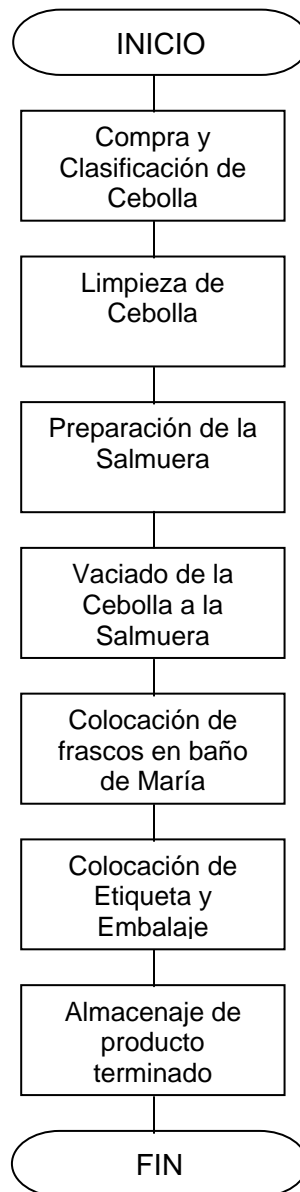 INICIO
Compra y
Clasificación de
Cebolla
Limpieza de
Cebolla
Preparación de la
Salmuera
Vaciado de la
Cebolla a la
Salmuera
Colocación de
frascos en baño
de María
Colocación de
Etiqueta y
Embalaje
Almacenaje de
producto
terminado
FIN